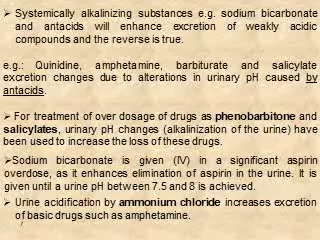 ➢ Systemically alkalinizing substances e.g. sodium bicarbonate
and antacids will enhance excretion of weakly acidic
compounds and the reverse is true.
e.g.: Quinidine, amphetamine, barbiturate and salicylate
excretion changes due to alterations in urinary pH caused by
antacids.
➢ For treatment of over dosage of drugs as phenobarbitone and
salicylates, urinary pH changes (alkalinization of the urine) have
been used to increase the loss of these drugs.
➢Sodium bicarbonate is given (IV) in a significant aspirin
overdose, as it enhances elimination of aspirin in the urine. It is
given until a urine pH between 7.5 and 8 is achieved.
➢ Urine acidification by ammonium chloride increases excretion
of basic drugs such as amphetamine.